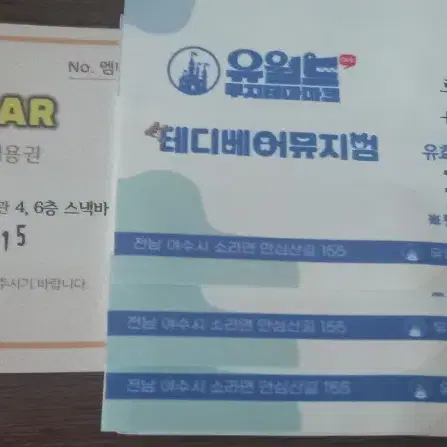 No. 멤
AR
용권
관 4, 6층 스낵바
15
주시기 바랍니다.
유월드
루지테마파크
테디베어뮤지엄
유효
전남 여수시 소라면 안심산길 155
전남 여수시 소라면 안심산길 155
전남 여수시 소라면 안심산길 155